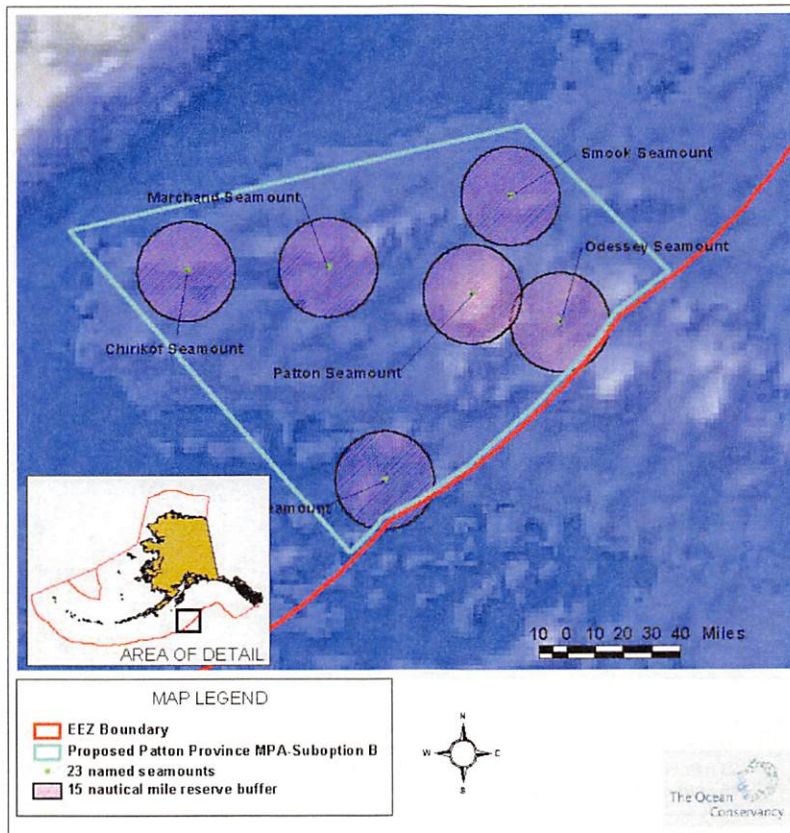 Smook Seamount
Marchand Seamount
Odessey Seamount
Chirikof Seamount
Patton Seamount
eamount
AREA OF DETAIL
10 0 10 20 30 40 Miles
MAP LEGEND
EEZ Boundary
Proposed Patton Province MPA-Suboption B
23 named seamounts
15 nautical mile reserve buffer
N
W E
S
The Ocean
Conservancy